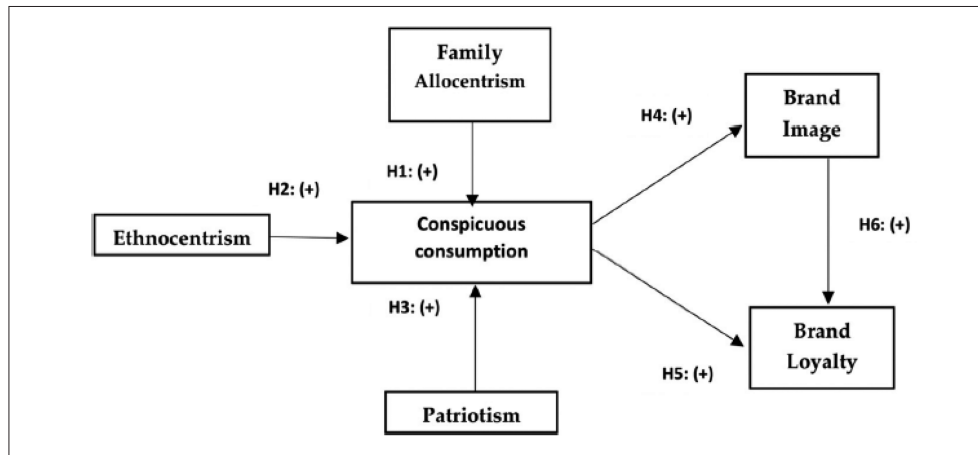 Family
Allocentrism
Brand
Image
H4: (+)
H1: (+)
H2: (+)
Conspicuous
consumption
Ethnocentrism
H6: (+)
H3: (+)
Brand
Loyalty
H5: (+)
Patriotism